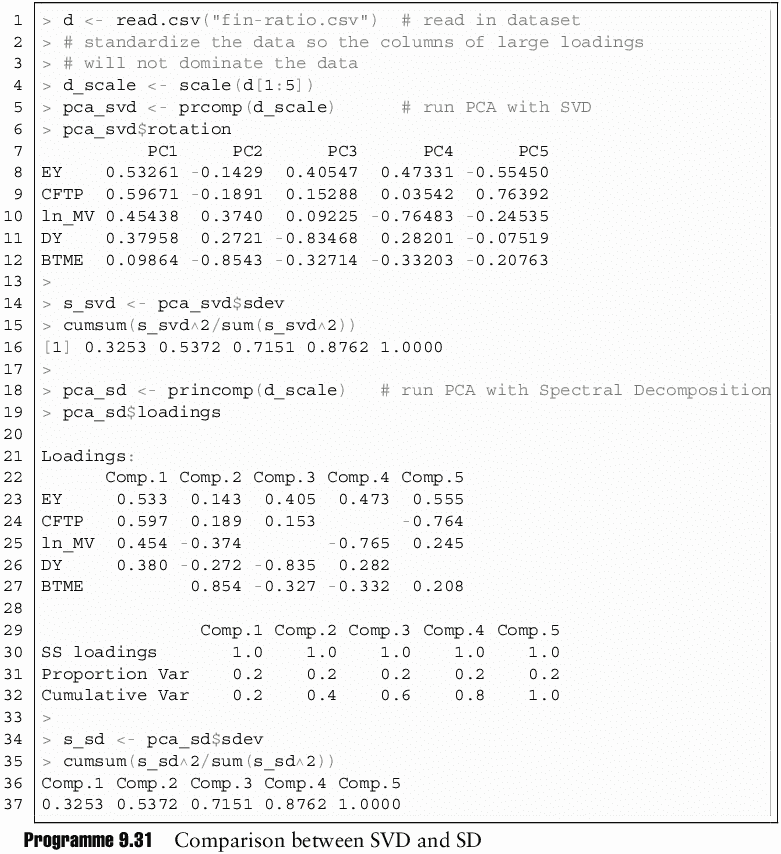 1 > d <- read.csv("fin-ratio.csv")  # read in dataset
2 > # standardize the data so the columns of large loadings
3 > # will not dominate the data
4 > d_scale <- scale(d[1:5])
5 > pca_svd <- prcomp(d_scale)      # run PCA with SVD
6 > pca_svd$rotation
7          PC1     PC2      PC3      PC4      PC5
8 EY    0.53261 -0.1429  0.40547  0.47331 -0.55450
9 CFTP  0.59671 -0.1891  0.15288  0.03542  0.76392
10 ln_MV 0.45438  0.3740  0.09225 -0.76483 -0.24535
11 DY    0.37958  0.2721 -0.83468  0.28201 -0.07519
12 BTME  0.09864 -0.8543 -0.32714 -0.33203 -0.20763
13 >
14 > s_svd <- pca_svd$sdev
15 > cumsum(s_svd^2/sum(s_svd^2))
16 [1] 0.3253 0.5372 0.7151 0.8762 1.0000
17 >
18 > pca_sd <- princomp(d_scale)   # run PCA with Spectral Decomposition
19 > pca_sd$loadings
20
21 Loadings:
22       Comp.1 Comp.2 Comp.3 Comp.4 Comp.5
23 EY     0.533  0.143  0.405  0.473  0.555
24 CFTP   0.597  0.189  0.153        -0.764
25 ln_MV  0.454 -0.374        -0.765  0.245
26 DY     0.380 -0.272 -0.835  0.282
27 BTME          0.854 -0.327 -0.332  0.208
28
29                Comp.1 Comp.2 Comp.3 Comp.4 Comp.5
30 SS loadings       1.0    1.0    1.0    1.0    1.0
31 Proportion Var    0.2    0.2    0.2    0.2    0.2
32 Cumulative Var    0.2    0.4    0.6    0.8    1.0
33 >
34 > s_sd <- pca_sd$sdev
35 > cumsum(s_sd^2/sum(s_sd^2))
36 Comp.1 Comp.2 Comp.3 Comp.4 Comp.5
37 0.3253 0.5372 0.7151 0.8762 1.0000
Programme 9.31 Comparison between SVD and SD